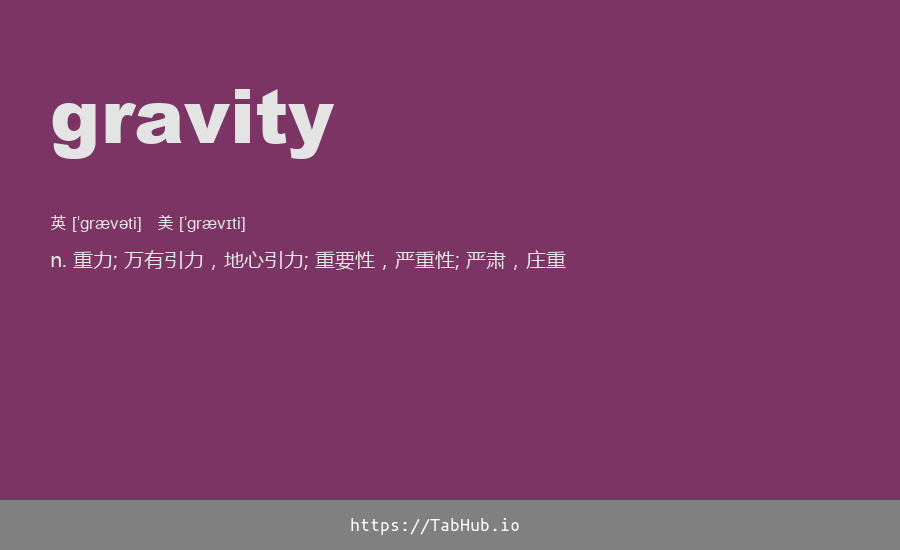 gravity
英 ['grævəti] 美 ['grævɪti]
n. 重力; 万有引力，地心引力; 重要性，严重性; 严肃，庄重
https://TabHub.io